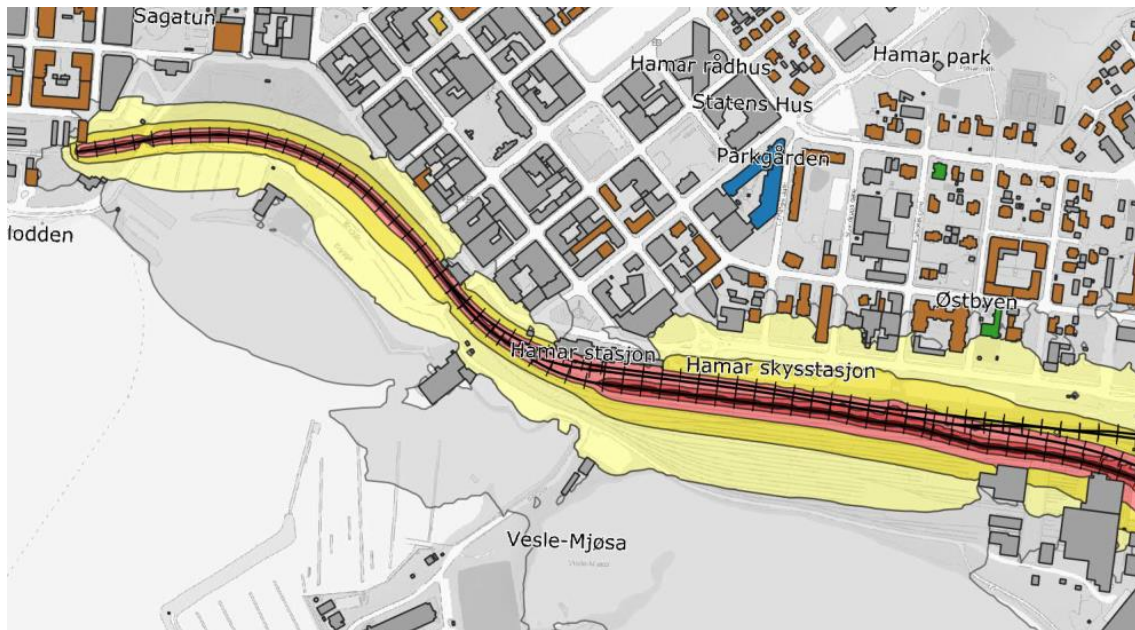 Sagatun
Hamar rådhus
Hamar park
Statens Hus
Parkgården
lodden
Østbyen
Hamar stasjon
Hamar skysstasjon
Vesle-Mjøsa